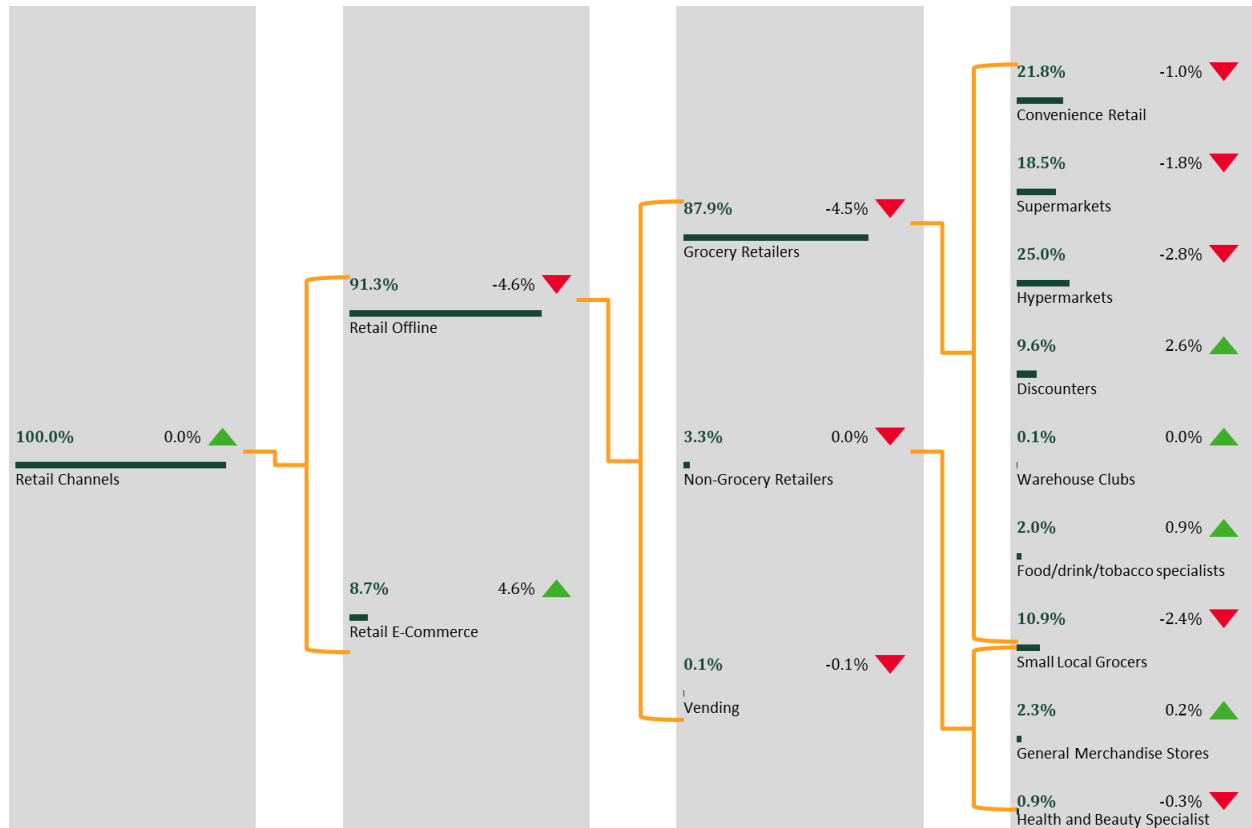 100.0% 0.0%
Retail Channels
91.3% -4.6%
Retail Offline
8.7% 4.6%
Retail E-Commerce
87.9% -4.5%
Grocery Retailers
3.3% 0.0%
Non-Grocery Retailers
0.1% -0.1%
Vending
21.8% -1.0%
Convenience Retail
18.5% -1.8%
Supermarkets
25.0% -2.8%
Hypermarkets
9.6% 2.6%
Discounters
0.1% 0.0%
Warehouse Clubs
2.0% 0.9%
Food/drink/tobacco specialists
10.9% -2.4%
Small Local Grocers
2.3% 0.2%
General Merchandise Stores
0.9% -0.3%
Health and Beauty Specialist